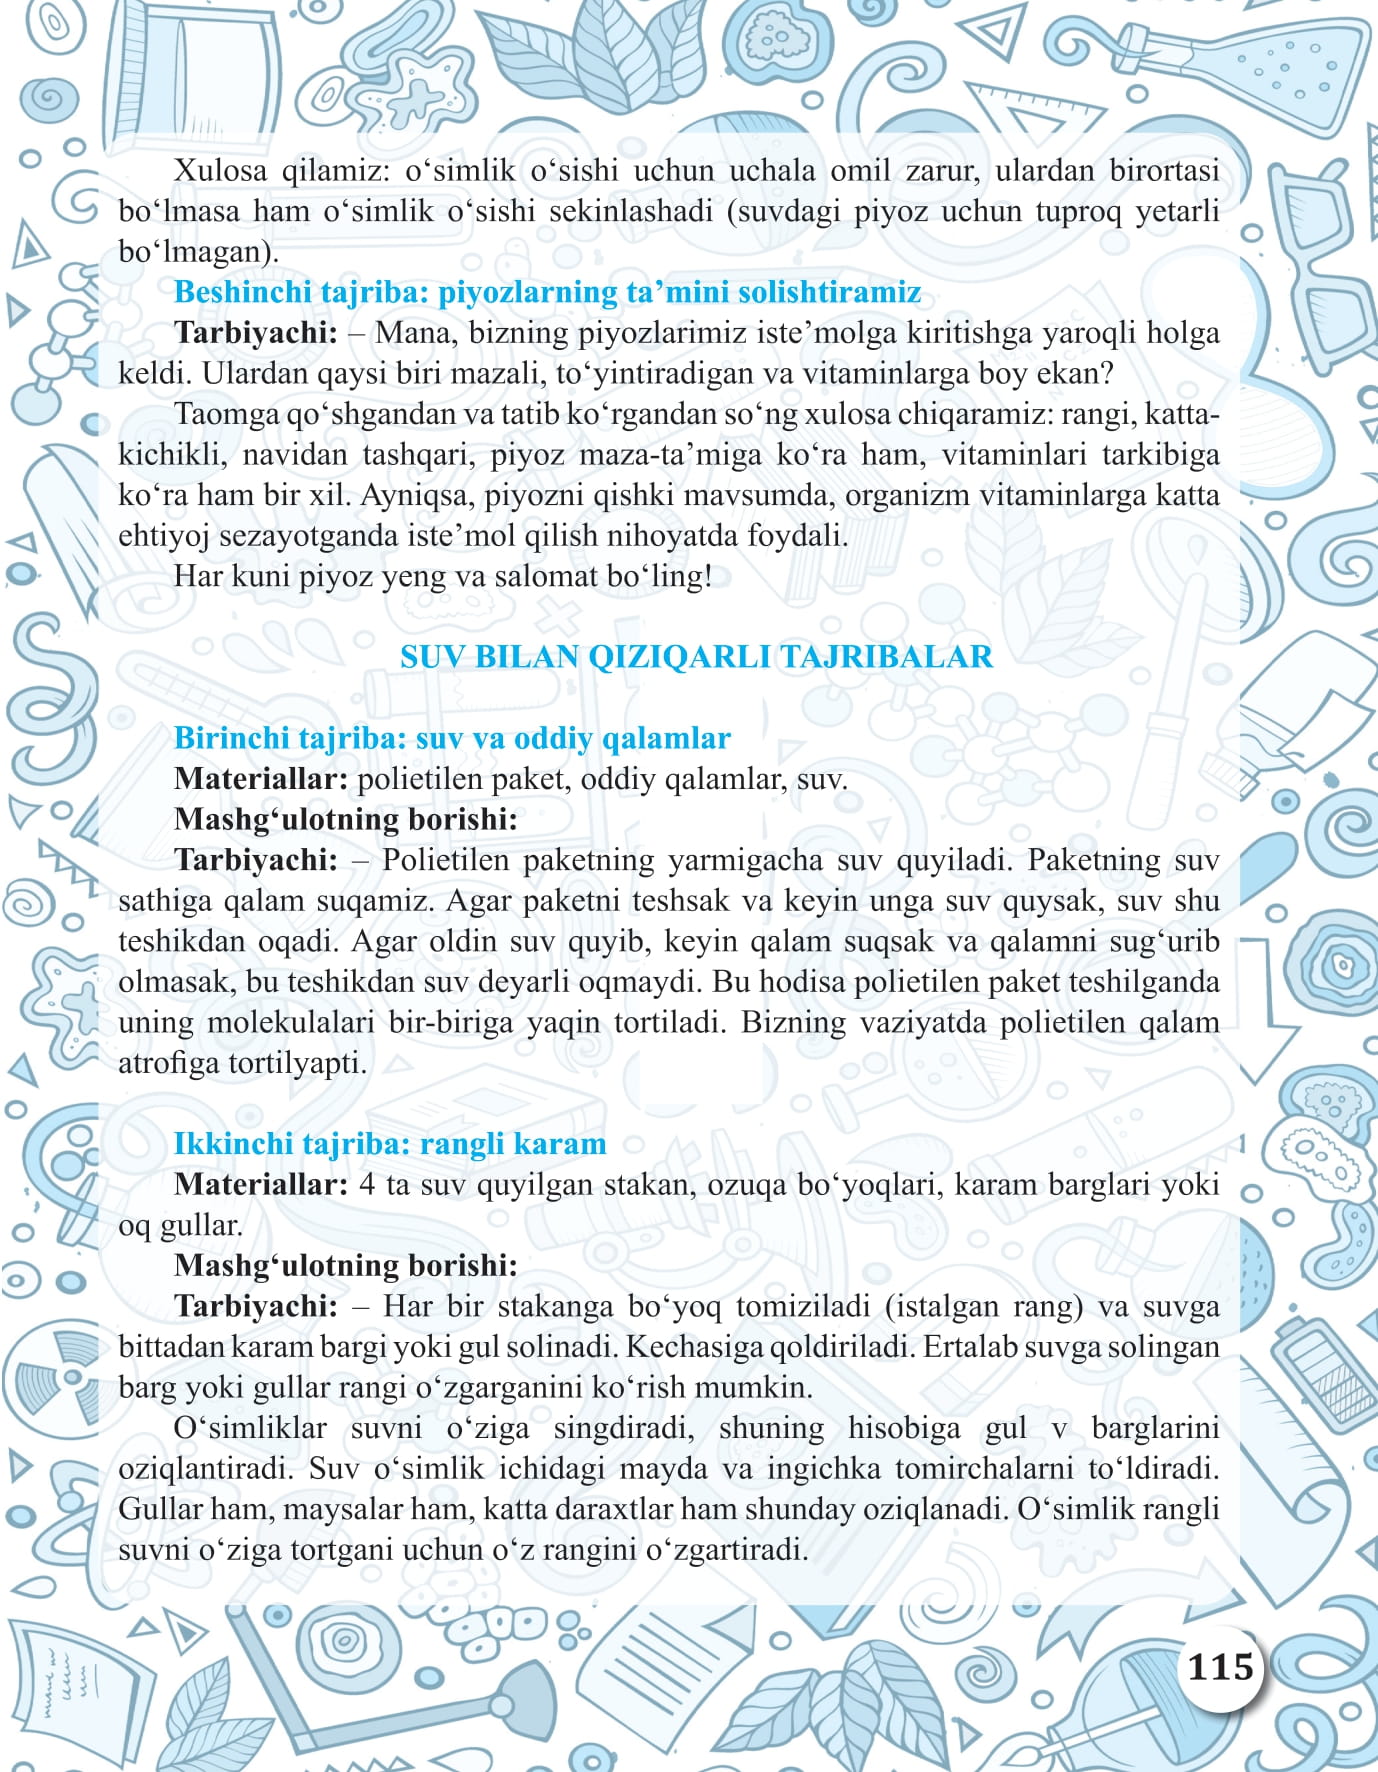 Xulosa qilamiz: o‘simlik o‘sishi uchun uchala omil zarur, ulardan birortasi
bo‘lmasa ham o‘simlik o‘sishi sekinlashadi (suvdagi piyoz uchun tuproq yetarli
bo‘lmagan).
Beshinchi tajriba: piyozlarning ta’mini solishtiramiz
Tarbiyachi: – Mana, bizning piyozlarimiz iste’molga kiritishga yaroqli holga
keldi. Ulardan qaysi biri mazali, to‘yintiradigan va vitaminlarga boy ekan?
Taomga qo‘shgandan va tatib ko‘rgandan so‘ng xulosa chiqaramiz: rangi, katta-
kichikli, navidan tashqari, piyoz maza-ta’miga ko‘ra ham, vitaminlari tarkibiga
ko‘ra ham bir xil. Ayniqsa, piyozni qishki mavsumda, organizm vitaminlarga katta
ehtiyoj sezayotganda iste’mol qilish nihoyatda foydali.
Har kuni piyoz yeng va salomat bo‘ling!
SUV BILAN QIZIQARLI TAJRIBALAR
Birinchi tajriba: suv va oddiy qalamlar
Materiallar: polietilen paket, oddiy qalamlar, suv.
Mashg‘ulotning borishi:
Tarbiyachi: – Polietilen paketning yarmigacha suv quyiladi. Paketning suv
sathiga qalam suqamiz. Agar paketni teshsak va keyin unga suv quysak, suv shu
teshikdan oqadi. Agar oldin suv quyib, keyin qalam suqsak va qalamni sug‘urib
olmasak, bu teshikdan suv deyarli oqmaydi. Bu hodisa polietilen paket teshilganda
uning molekulalari bir-biriga yaqin tortiladi. Bizning vaziyatda polietilen qalam
atrofiga tortilyapti.
Ikkinchi tajriba: rangli karam
Materiallar: 4 ta suv quyilgan stakan, ozuqa bo‘yoqlari, karam barglari yoki
oq gullar.
Mashg‘ulotning borishi:
Tarbiyachi: – Har bir stakanga bo‘yoq tomiziladi (istalgan rang) va suvga
bittadan karam bargi yoki gul solinadi. Kechasiga qoldiriladi. Ertalab suvga solingan
barg yoki gullar rangi o‘zgarganini ko‘rish mumkin.
O‘simliklar suvni o‘ziga singdiradi, shuning hisobiga gul v barglarini
oziqlantiradi. Suv o‘simlik ichidagi mayda va ingichka tomirchalarni to‘ldiradi.
Gullar ham, maysalar ham, katta daraxtlar ham shunday oziqlanadi. O‘simlik rangli
suvni o‘ziga tortgani uchun o‘z rangini o‘zgartiradi.
115